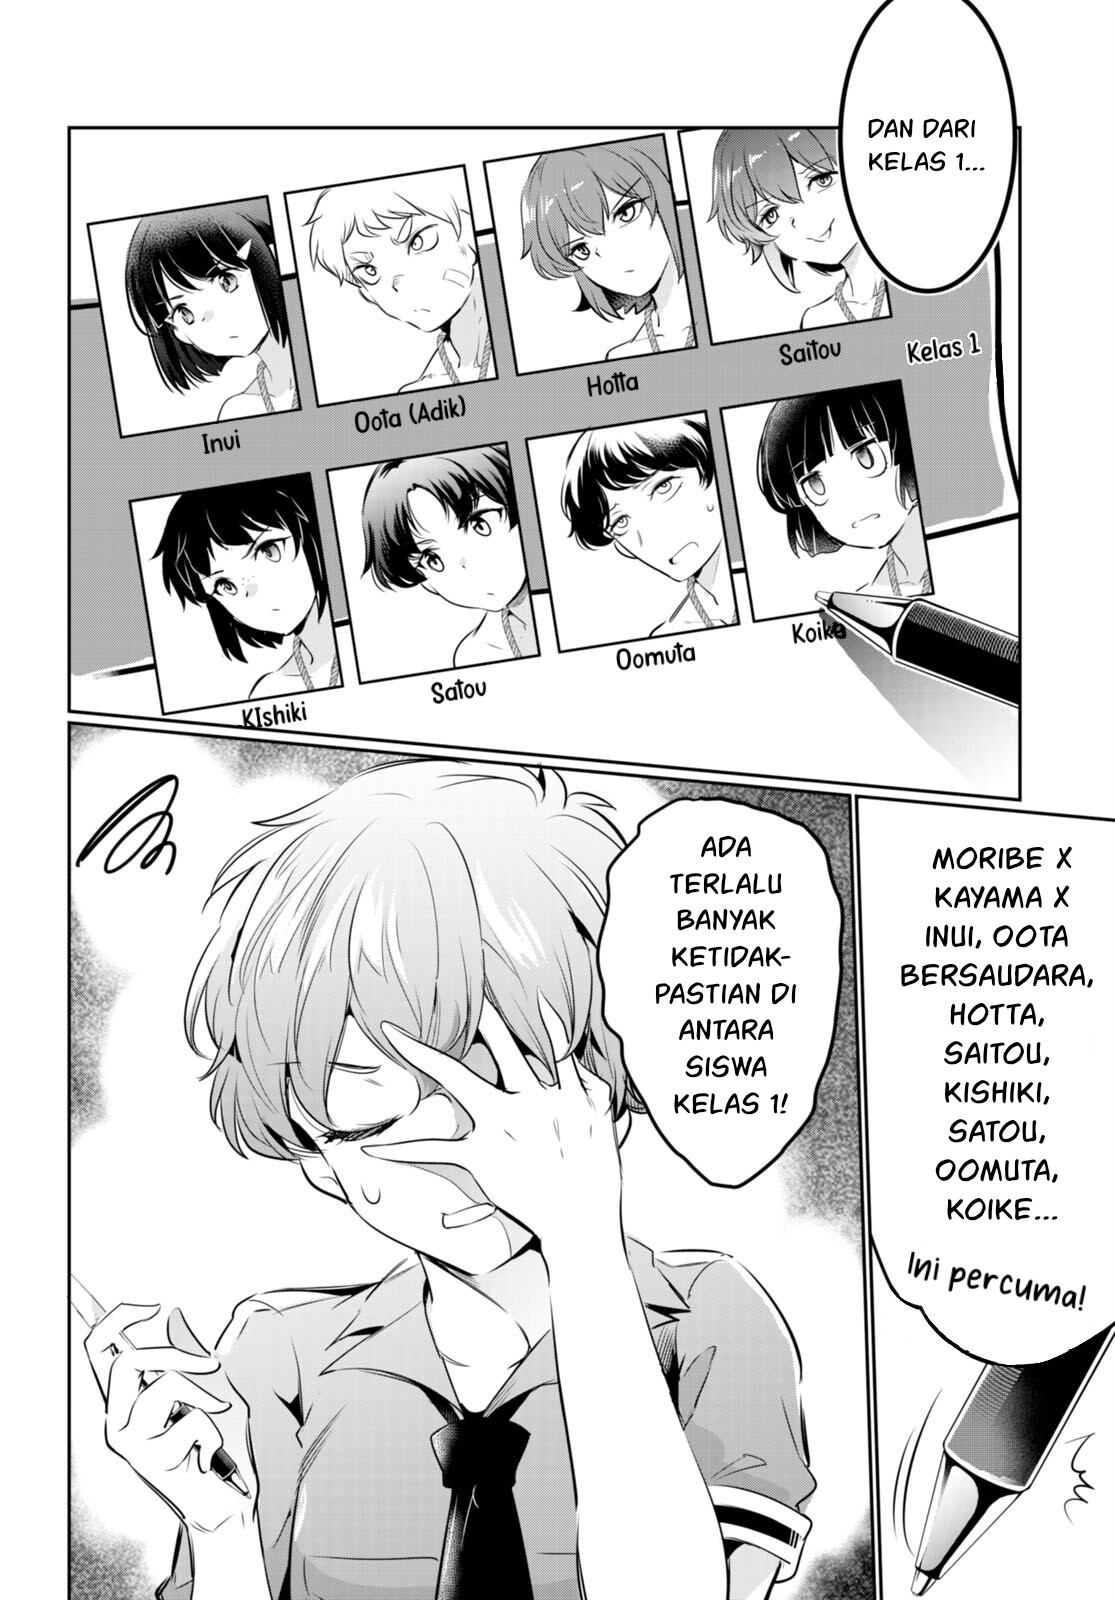 DAN DARI
KELAS 1...
Kelas 1
Inui
Oota (Adik)
Hotta
Saitou
KIshiki
Satou
Oomuta
Koike
MORIBE X
KAYAMA X
INUI, OOTA
BERSAUDARA,
HOTTA,
SAITOU,
KISHIKI,
SATOU,
OOMUTA,
KOIKE...
Ini percuma!
ADA
TERLALU
BANYAK
KETIDAK-
PASTIAN DI
ANTARA
SISWA
KELAS 1!